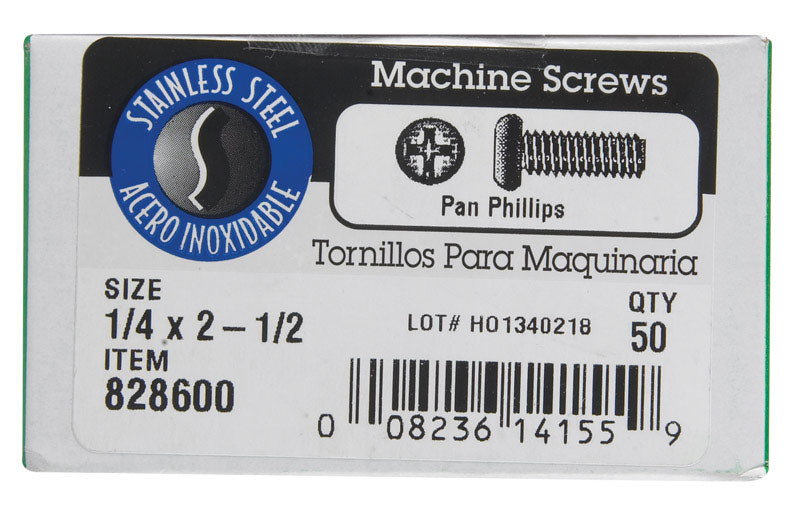 STAINLESS STEEL
ACERO INOXIDABLE
Machine Screws
Pan Phillips
Tornillos Para Maquinaria
SIZE
1/4 x 2 – 1/2
ITEM
828600
LOT# HO1340218
QTY
50
0 08236 14155 9